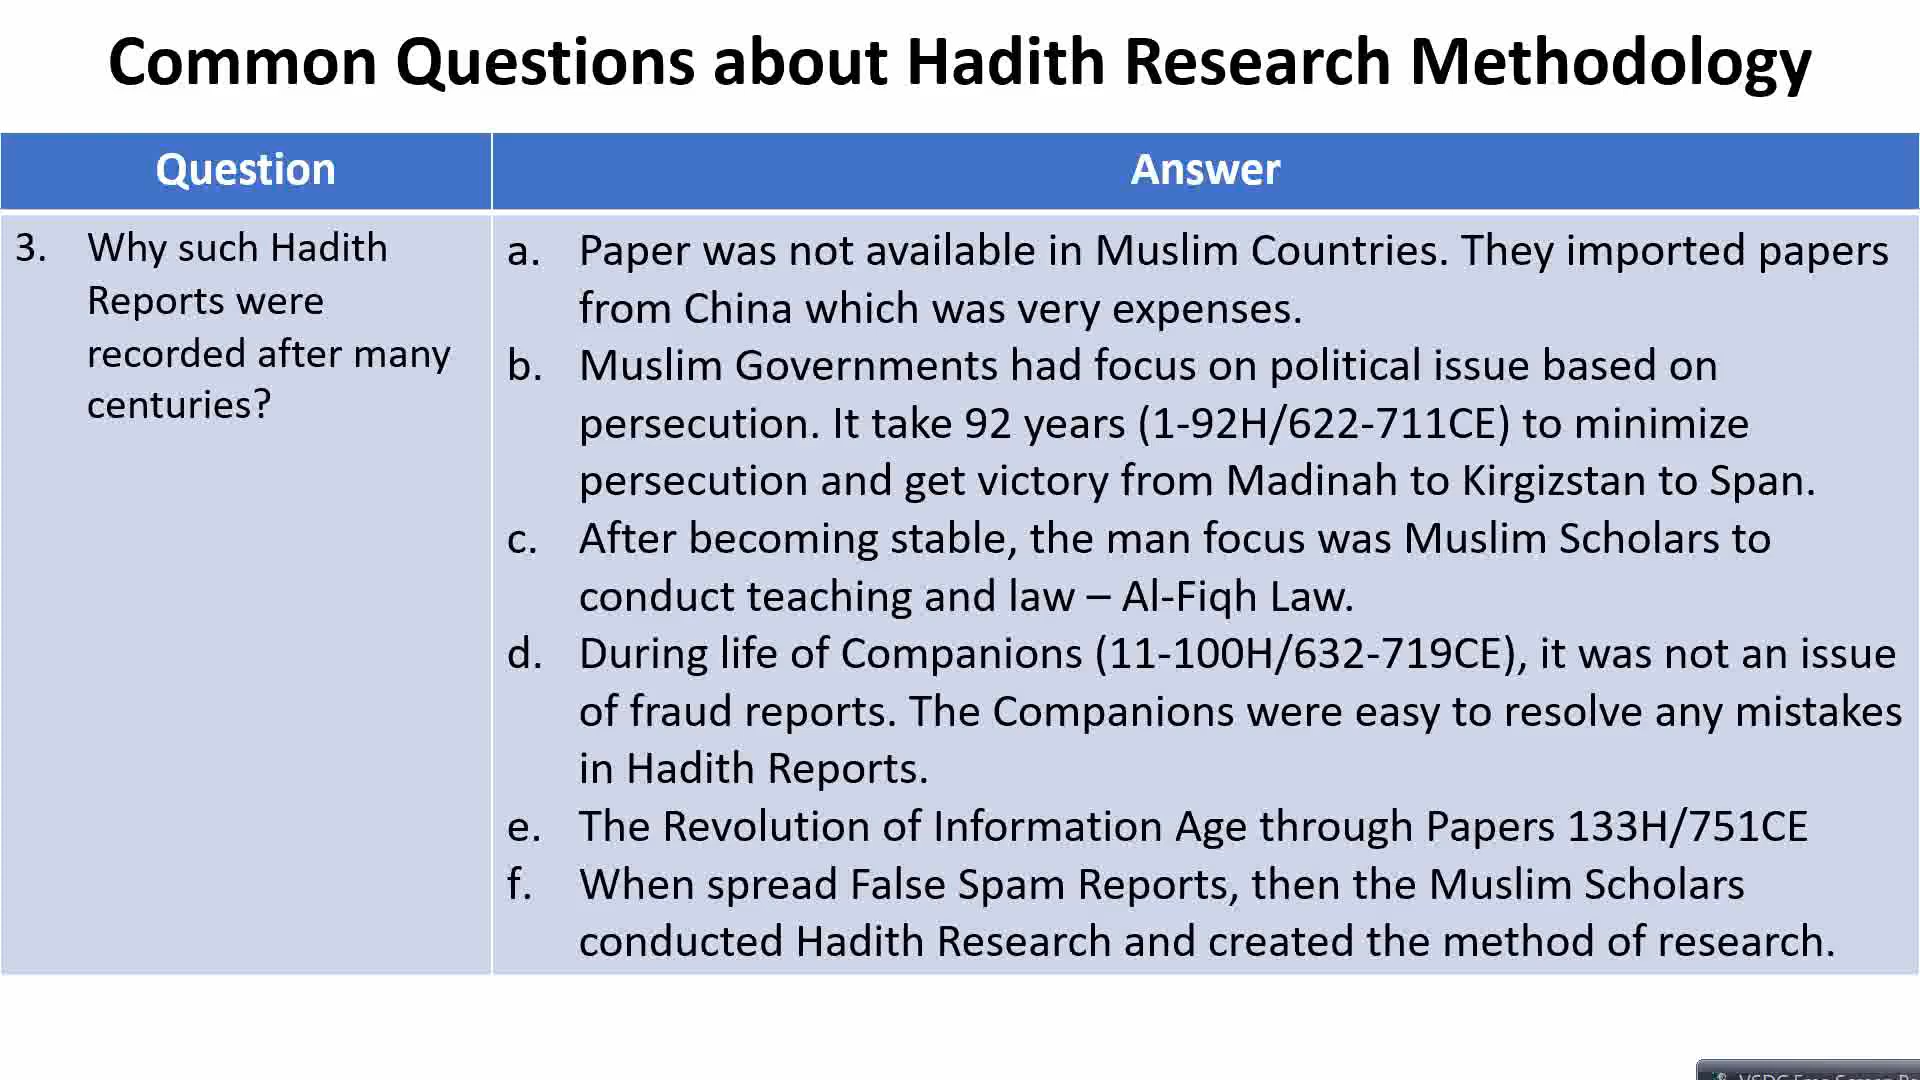 Common Questions about Hadith Research Methodology
Question
Answer
3. Why such Hadith
Reports were
recorded after many
centuries?
a. Paper was not available in Muslim Countries. They imported papers
from China which was very expenses.
b. Muslim Governments had focus on political issue based on
persecution. It take 92 years (1-92H/622-711CE) to minimize
persecution and get victory from Madinah to Kirgizstan to Span.
c. After becoming stable, the man focus was Muslim Scholars to
conduct teaching and law – Al-Fiqh Law.
d. During life of Companions (11-100H/632-719CE), it was not an issue
of fraud reports. The Companions were easy to resolve any mistakes
in Hadith Reports.
e. The Revolution of Information Age through Papers 133H/751CE
f. When spread False Spam Reports, then the Muslim Scholars
conducted Hadith Research and created the method of research.